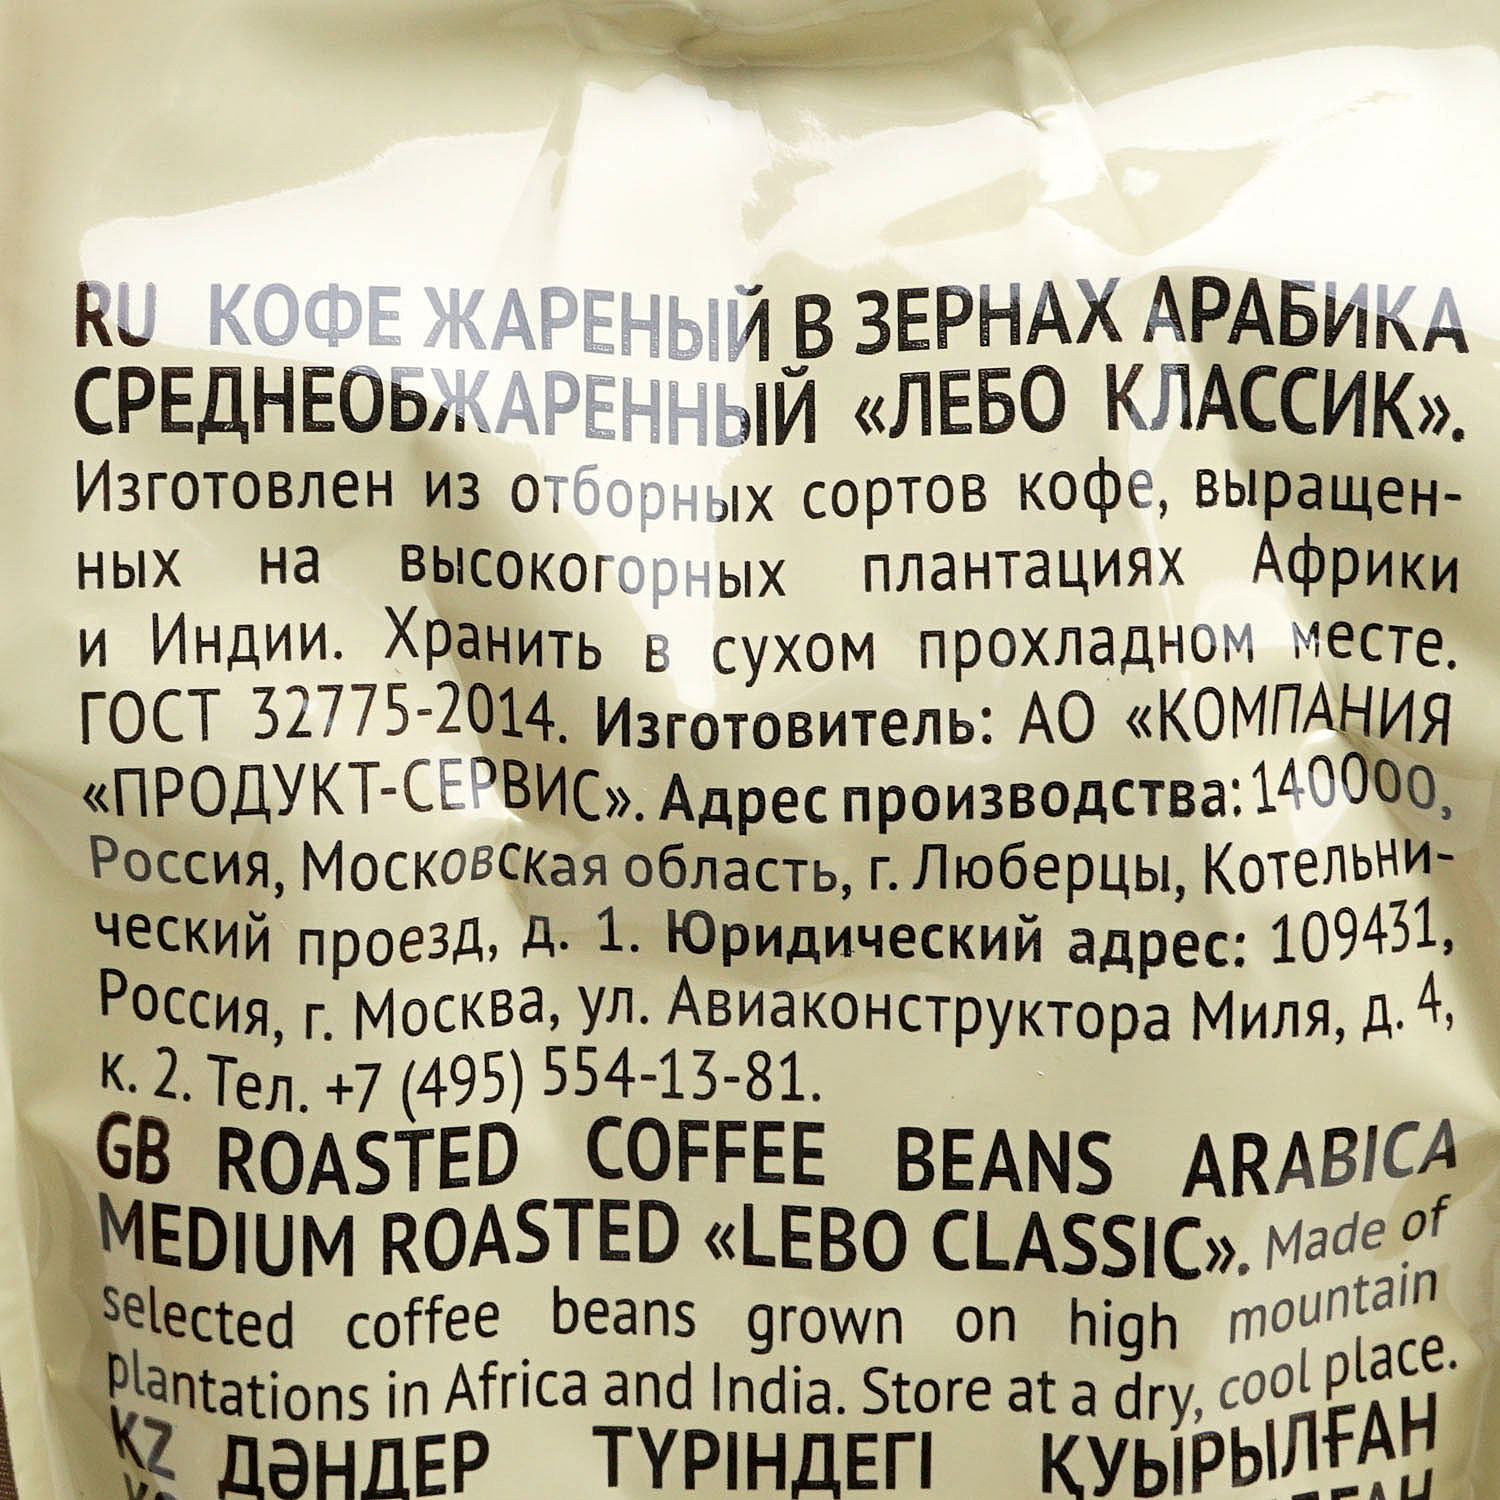 RU КОФЕ ЖАРЕНЫЙ В ЗЕРНАХ АРАБИКА
СРЕДНЕОБЖАРЕННЫЙ «ЛЕБО КЛАССИК».
Изготовлен из отборных сортов кофе, выращен-
ных на высокогорных плантациях Африки
и Индии. Хранить в сухом прохладном месте.
ГОСТ 32775-2014. Изготовитель: АО «КОМПАНИЯ
«ПРОДУКТ-СЕРВИС». Адрес производства: 140000,
Россия, Московская область, г. Люберцы, Котельни-
ческий проезд, д. 1. Юридический адрес: 109431,
Россия, г. Москва, ул. Авиаконструктора Миля, д. 4,
к. 2. Тел. +7 (495) 554-13-81.
GB ROASTED COFFEE BEANS ARABICA
MEDIUM ROASTED «LEBO CLASSIC». Made of
selected coffee beans grown on high mountain
plantations in Africa and India. Store at a dry, cool place.
KZ ДӘНДЕР ТҮРІНДЕГІ ҚУЫРЫЛҒАН